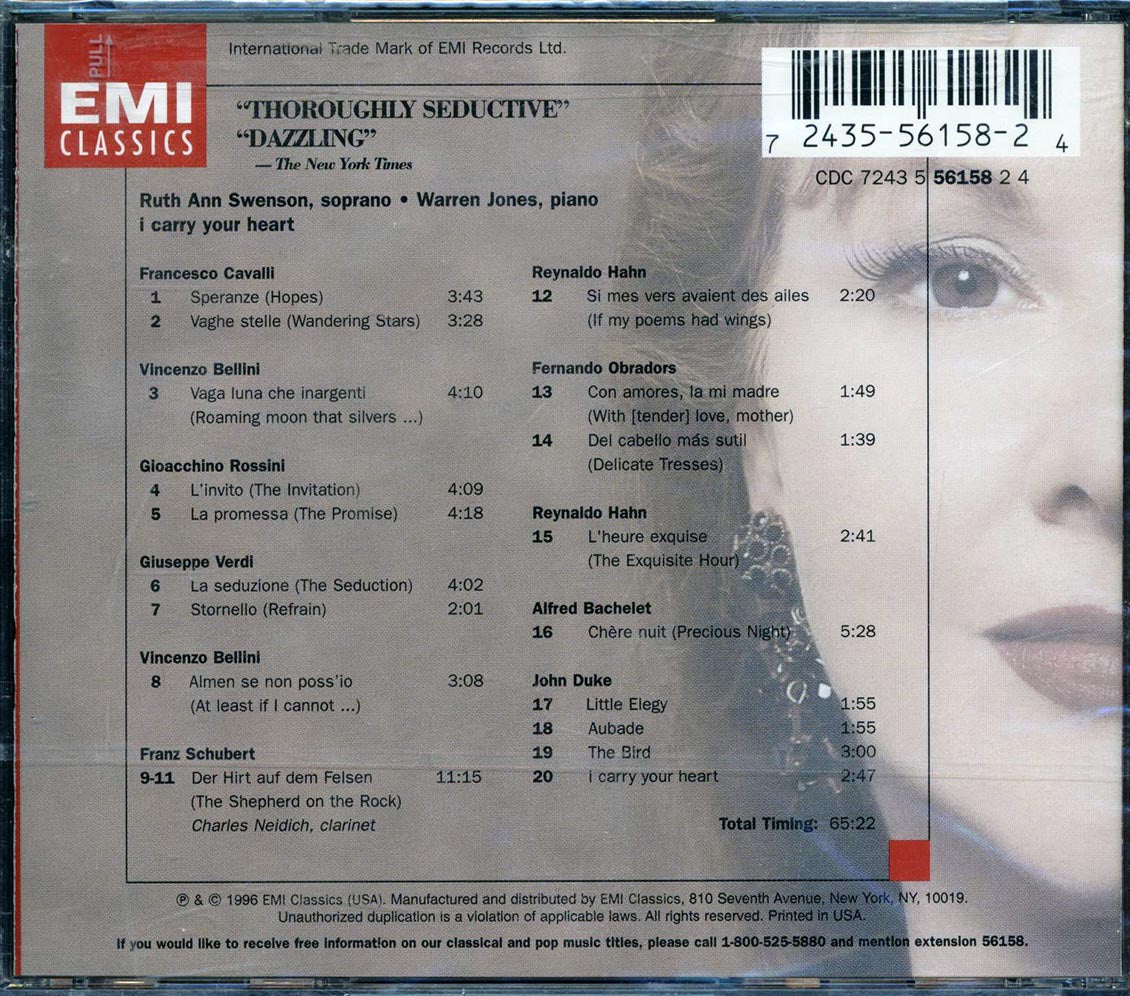 PULL
EMI
CLASSICS
International Trade Mark of EMI Records Ltd.
7 2435-56158-2 4
CDC 7243 5 56158 2 4
“THOROUGHLY SEDUCTIVE”
“DAZZLING”
— The New York Times
Ruth Ann Swenson, soprano • Warren Jones, piano
i carry your heart
Francesco Cavalli
1 Speranze (Hopes) 3:43
2 Vaghe stelle (Wandering Stars) 3:28
Vincenzo Bellini
3 Vaga luna che inargenti 4:10
(Roaming moon that silvers ...)
Gioacchino Rossini
4 L'invito (The Invitation) 4:09
5 La promessa (The Promise) 4:18
Giuseppe Verdi
6 La seduzione (The Seduction) 4:02
7 Stornello (Refrain) 2:01
Vincenzo Bellini
8 Almen se non poss'io 3:08
(At least if I cannot ...)
Franz Schubert
9-11 Der Hirt auf dem Felsen 11:15
(The Shepherd on the Rock)
Charles Neidich, clarinet
Reynaldo Hahn
12 Si mes vers avaient des ailes 2:20
(If my poems had wings)
Fernando Obradors
13 Con amores, la mi madre 1:49
(With [tender] love, mother)
14 Del cabello más sutil 1:39
(Delicate Tresses)
Reynaldo Hahn
15 L'heure exquise 2:41
(The Exquisite Hour)
Alfred Bachelet
16 Chère nuit (Precious Night) 5:28
John Duke
17 Little Elegy 1:55
18 Aubade 1:55
19 The Bird 3:00
20 i carry your heart 2:47
Total Timing: 65:22
℗ & © 1996 EMI Classics (USA). Manufactured and distributed by EMI Classics, 810 Seventh Avenue, New York, NY, 10019.
Unauthorized duplication is a violation of applicable laws. All rights reserved. Printed in USA.
If you would like to receive free information on our classical and pop music titles, please call 1-800-525-5880 and mention extension 56158.